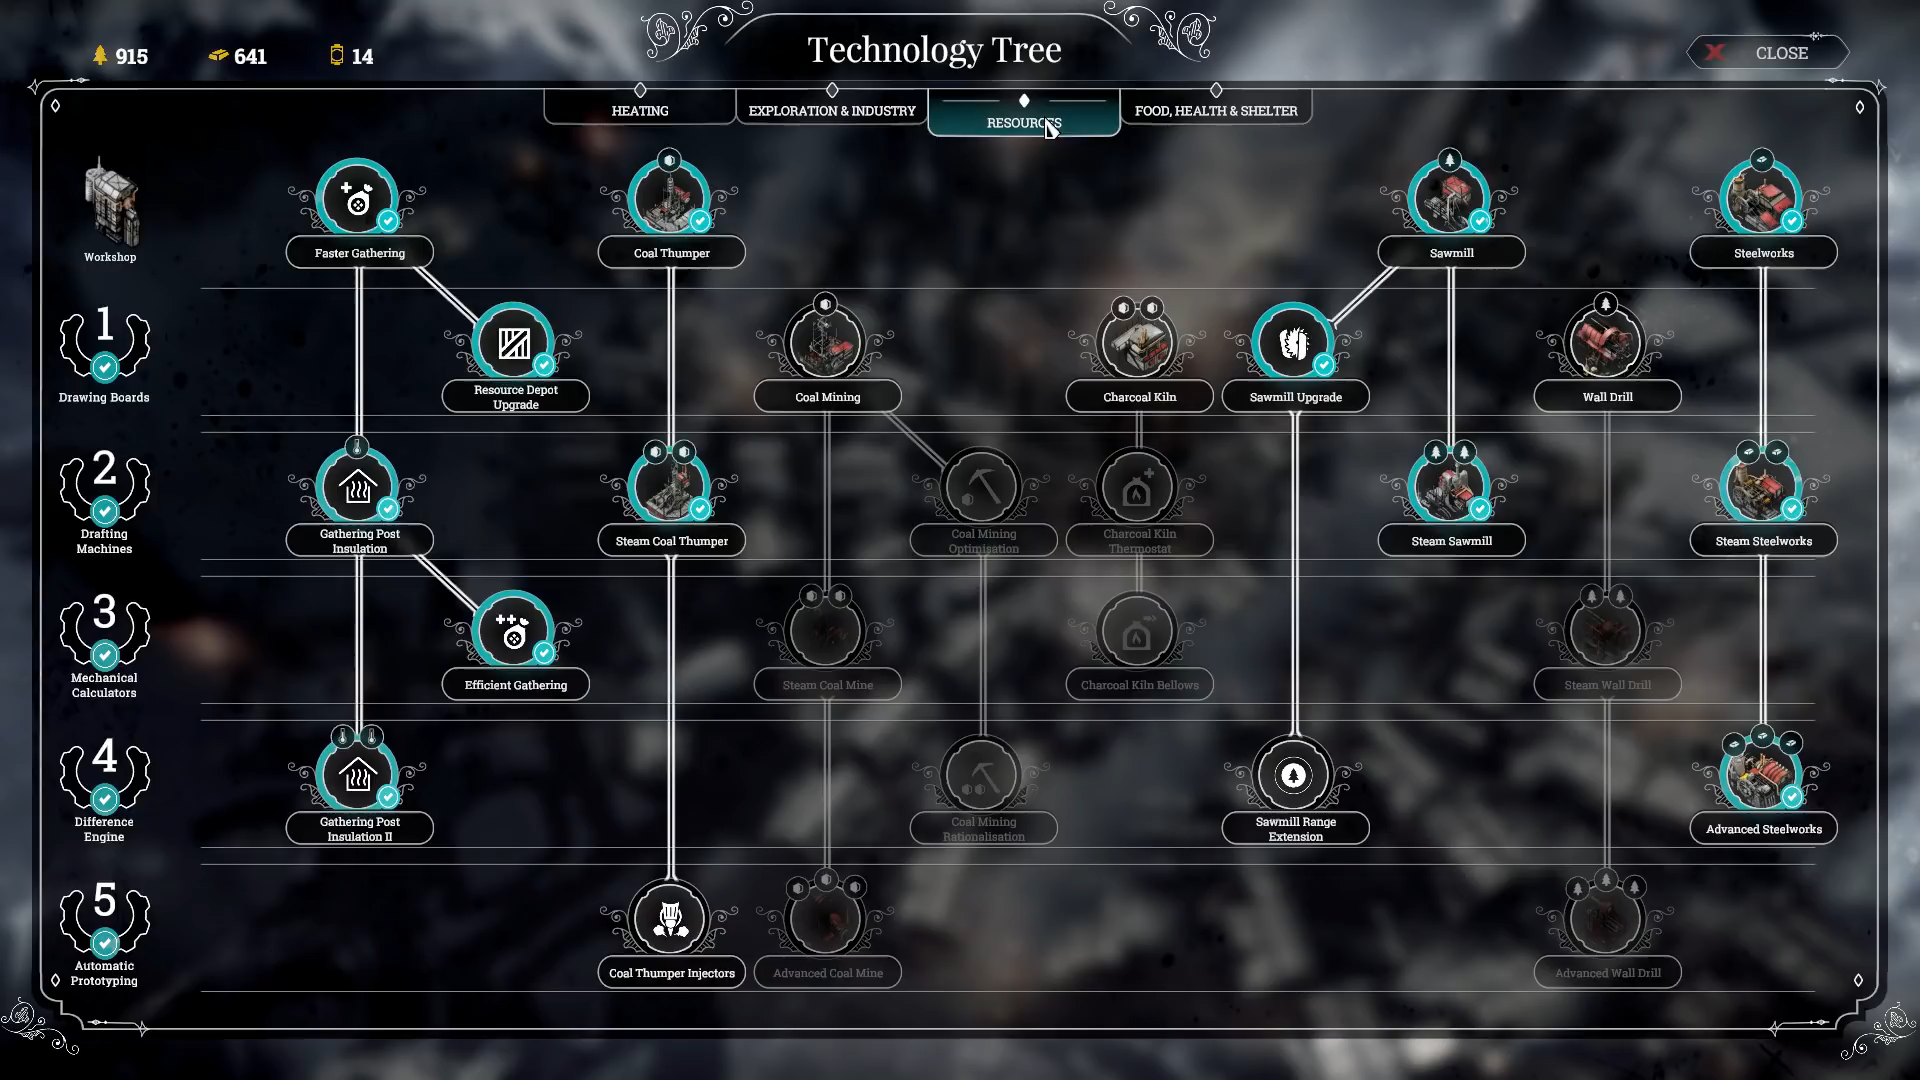 915 641 14
Technology Tree
CLOSE
HEATING EXPLORATION & INDUSTRY RESOURCES FOOD, HEALTH & SHELTER
Workshop
Faster Gathering
Coal Thumper
Sawmill
Steelworks
1
Drawing Boards
Resource Depot
Upgrade
Coal Mining
Charcoal Kiln
Sawmill Upgrade
Wall Drill
2
Drafting
Machines
Gathering Post
Insulation
Steam Coal Thumper
Coal Mining
Optimisation
Charcoal Kiln
Thermostat
Steam Sawmill
Steam Steelworks
3
Mechanical
Calculators
Efficient Gathering
Steam Coal Mine
Charcoal Kiln Bellows
Steam Wall Drill
4
Difference
Engine
Gathering Post
Insulation II
Coal Mining
Rationalisation
Sawmill Range
Extension
Advanced Steelworks
5
Automatic
Prototyping
Coal Thumper Injectors
Advanced Coal Mine
Advanced Wall Drill